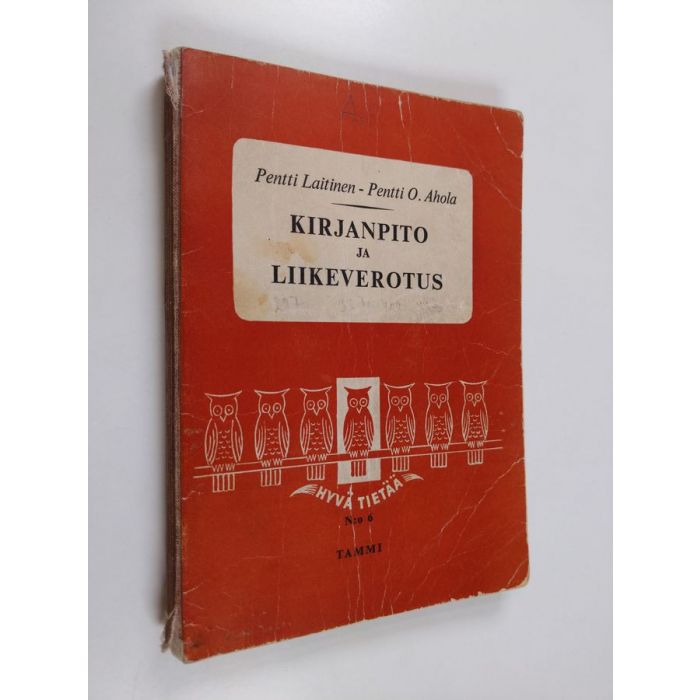 Pentti Laitinen - Pentti O. Ahola
KIRJANPITO
JA
LIIKEVEROTUS
HYVÄ TIETÄÄ
N:o 6
TAMMI